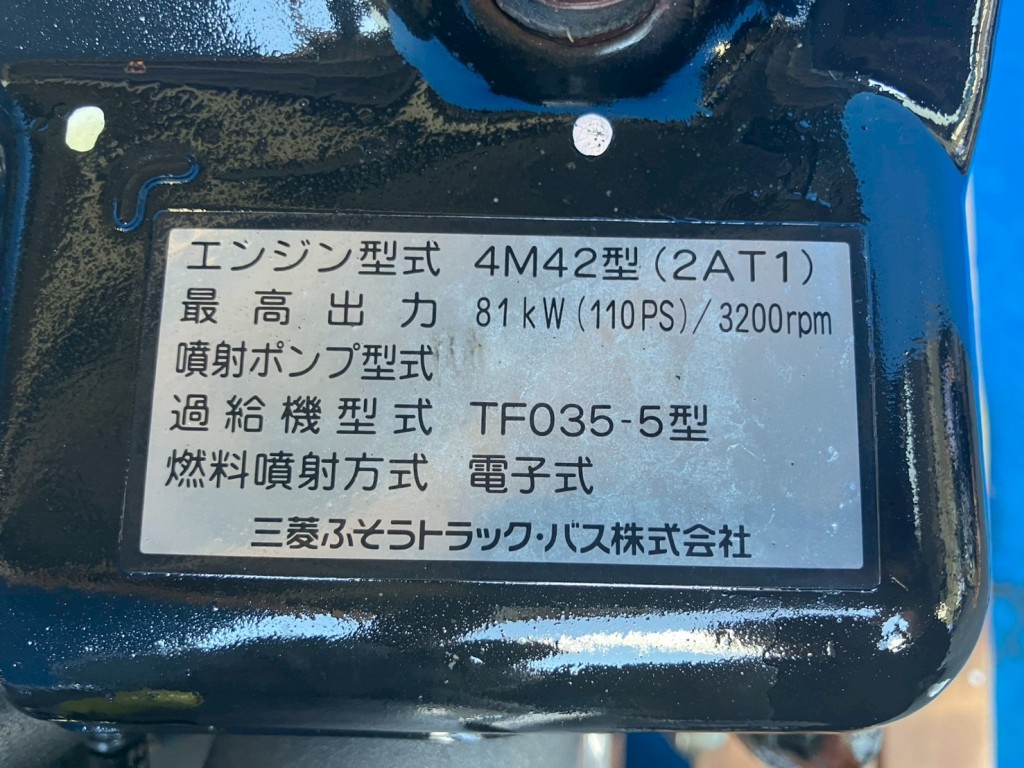 エンジン型式 4M42型(2AT1)
最高出力 81kW(110PS)/3200rpm
噴射ポンプ型式
過給機型式 TF035-5型
燃料噴射方式 電子式
三菱ふそうトラック・バス株式会社